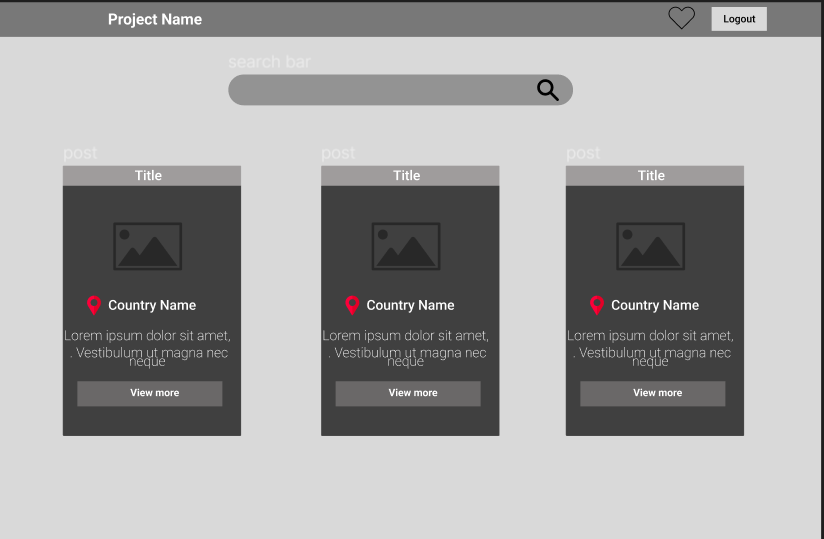 Project Name
Logout
search bar
post
post
post
Title
Title
Title
Country Name
Country Name
Country Name
Lorem ipsum dolor sit amet,
. Vestibulum ut magna nec
neque
Lorem ipsum dolor sit amet,
. Vestibulum ut magna nec
neque
Lorem ipsum dolor sit amet,
. Vestibulum ut magna nec
neque
View more
View more
View more